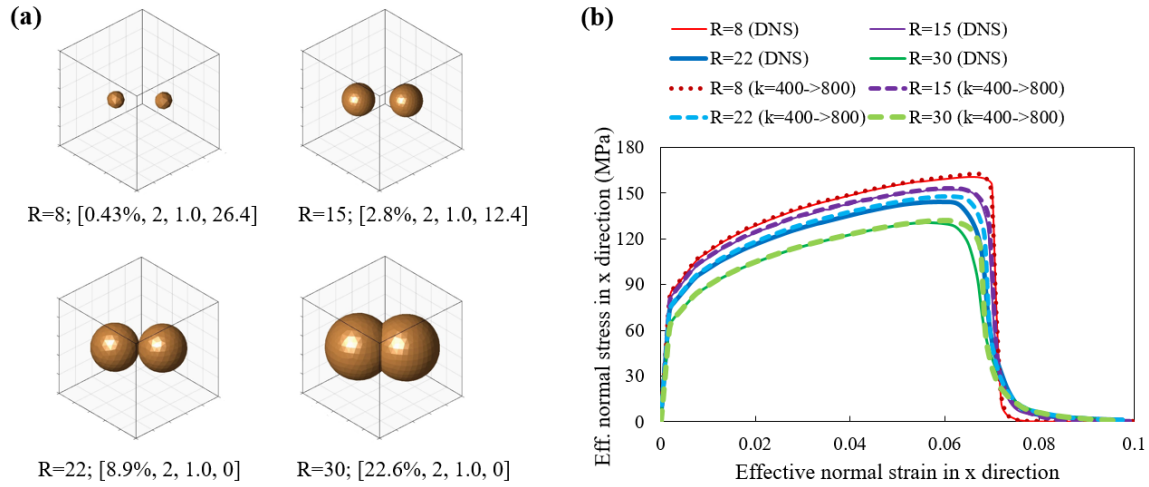 (a)
R=8; [0.43%, 2, 1.0, 26.4]
R=15; [2.8%, 2, 1.0, 12.4]
R=22; [8.9%, 2, 1.0, 0]
R=30; [22.6%, 2, 1.0, 0]
(b)
R=8 (DNS)
R=15 (DNS)
R=22 (DNS)
R=30 (DNS)
R=8 (k=400->800)
R=15 (k=400->800)
R=22 (k=400->800)
R=30 (k=400->800)
Eff. normal stress in x direction (MPa)
180
150
120
90
60
30
0
0
0.02
0.04
0.06
0.08
0.1
Effective normal strain in x direction